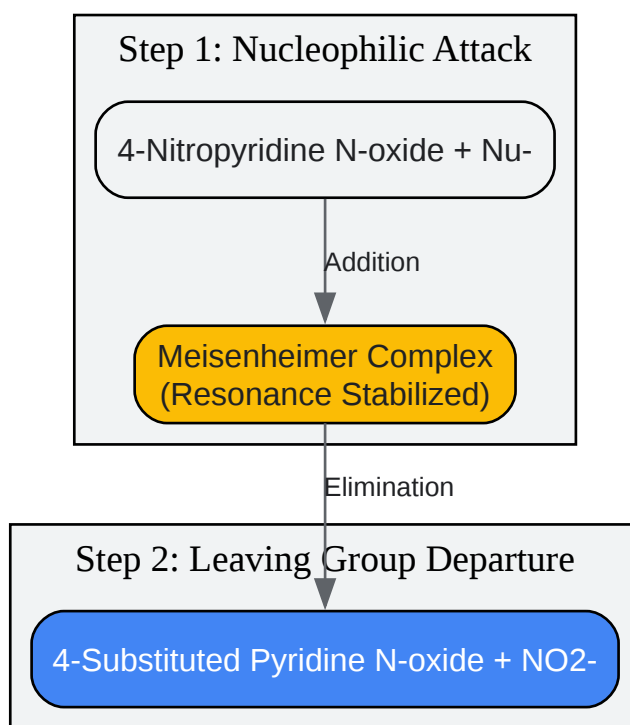 Step 1: Nucleophilic Attack
4-Nitropyridine N-oxide + Nu-
Addition
Meisenheimer Complex
(Resonance Stabilized)
Elimination
Step 2: Leaving Group Departure
4-Substituted Pyridine N-oxide + NO2-